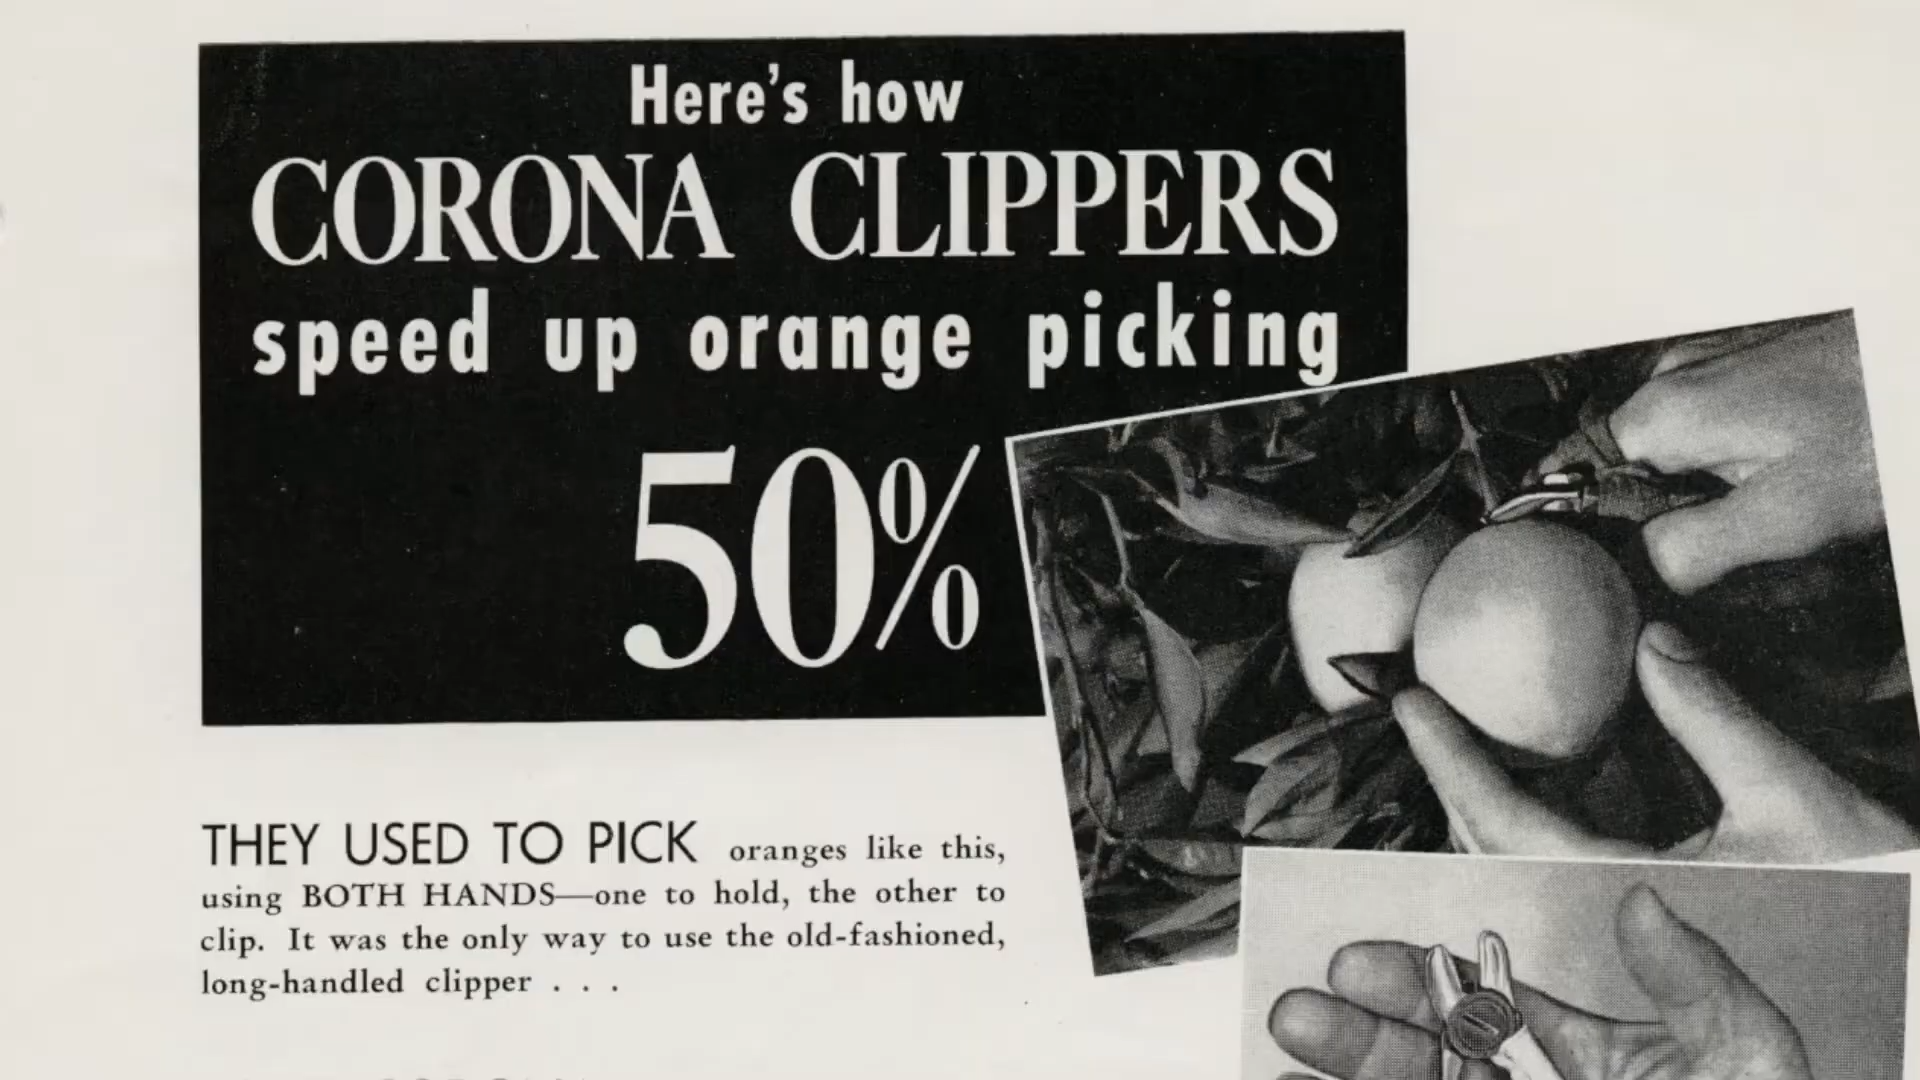 Here's how
CORONA CLIPPERS
speed up orange picking
50%
THEY USED TO PICK oranges like this,
using BOTH HANDS—one to hold, the other to
clip. It was the only way to use the old-fashioned,
long-handled clipper . . .